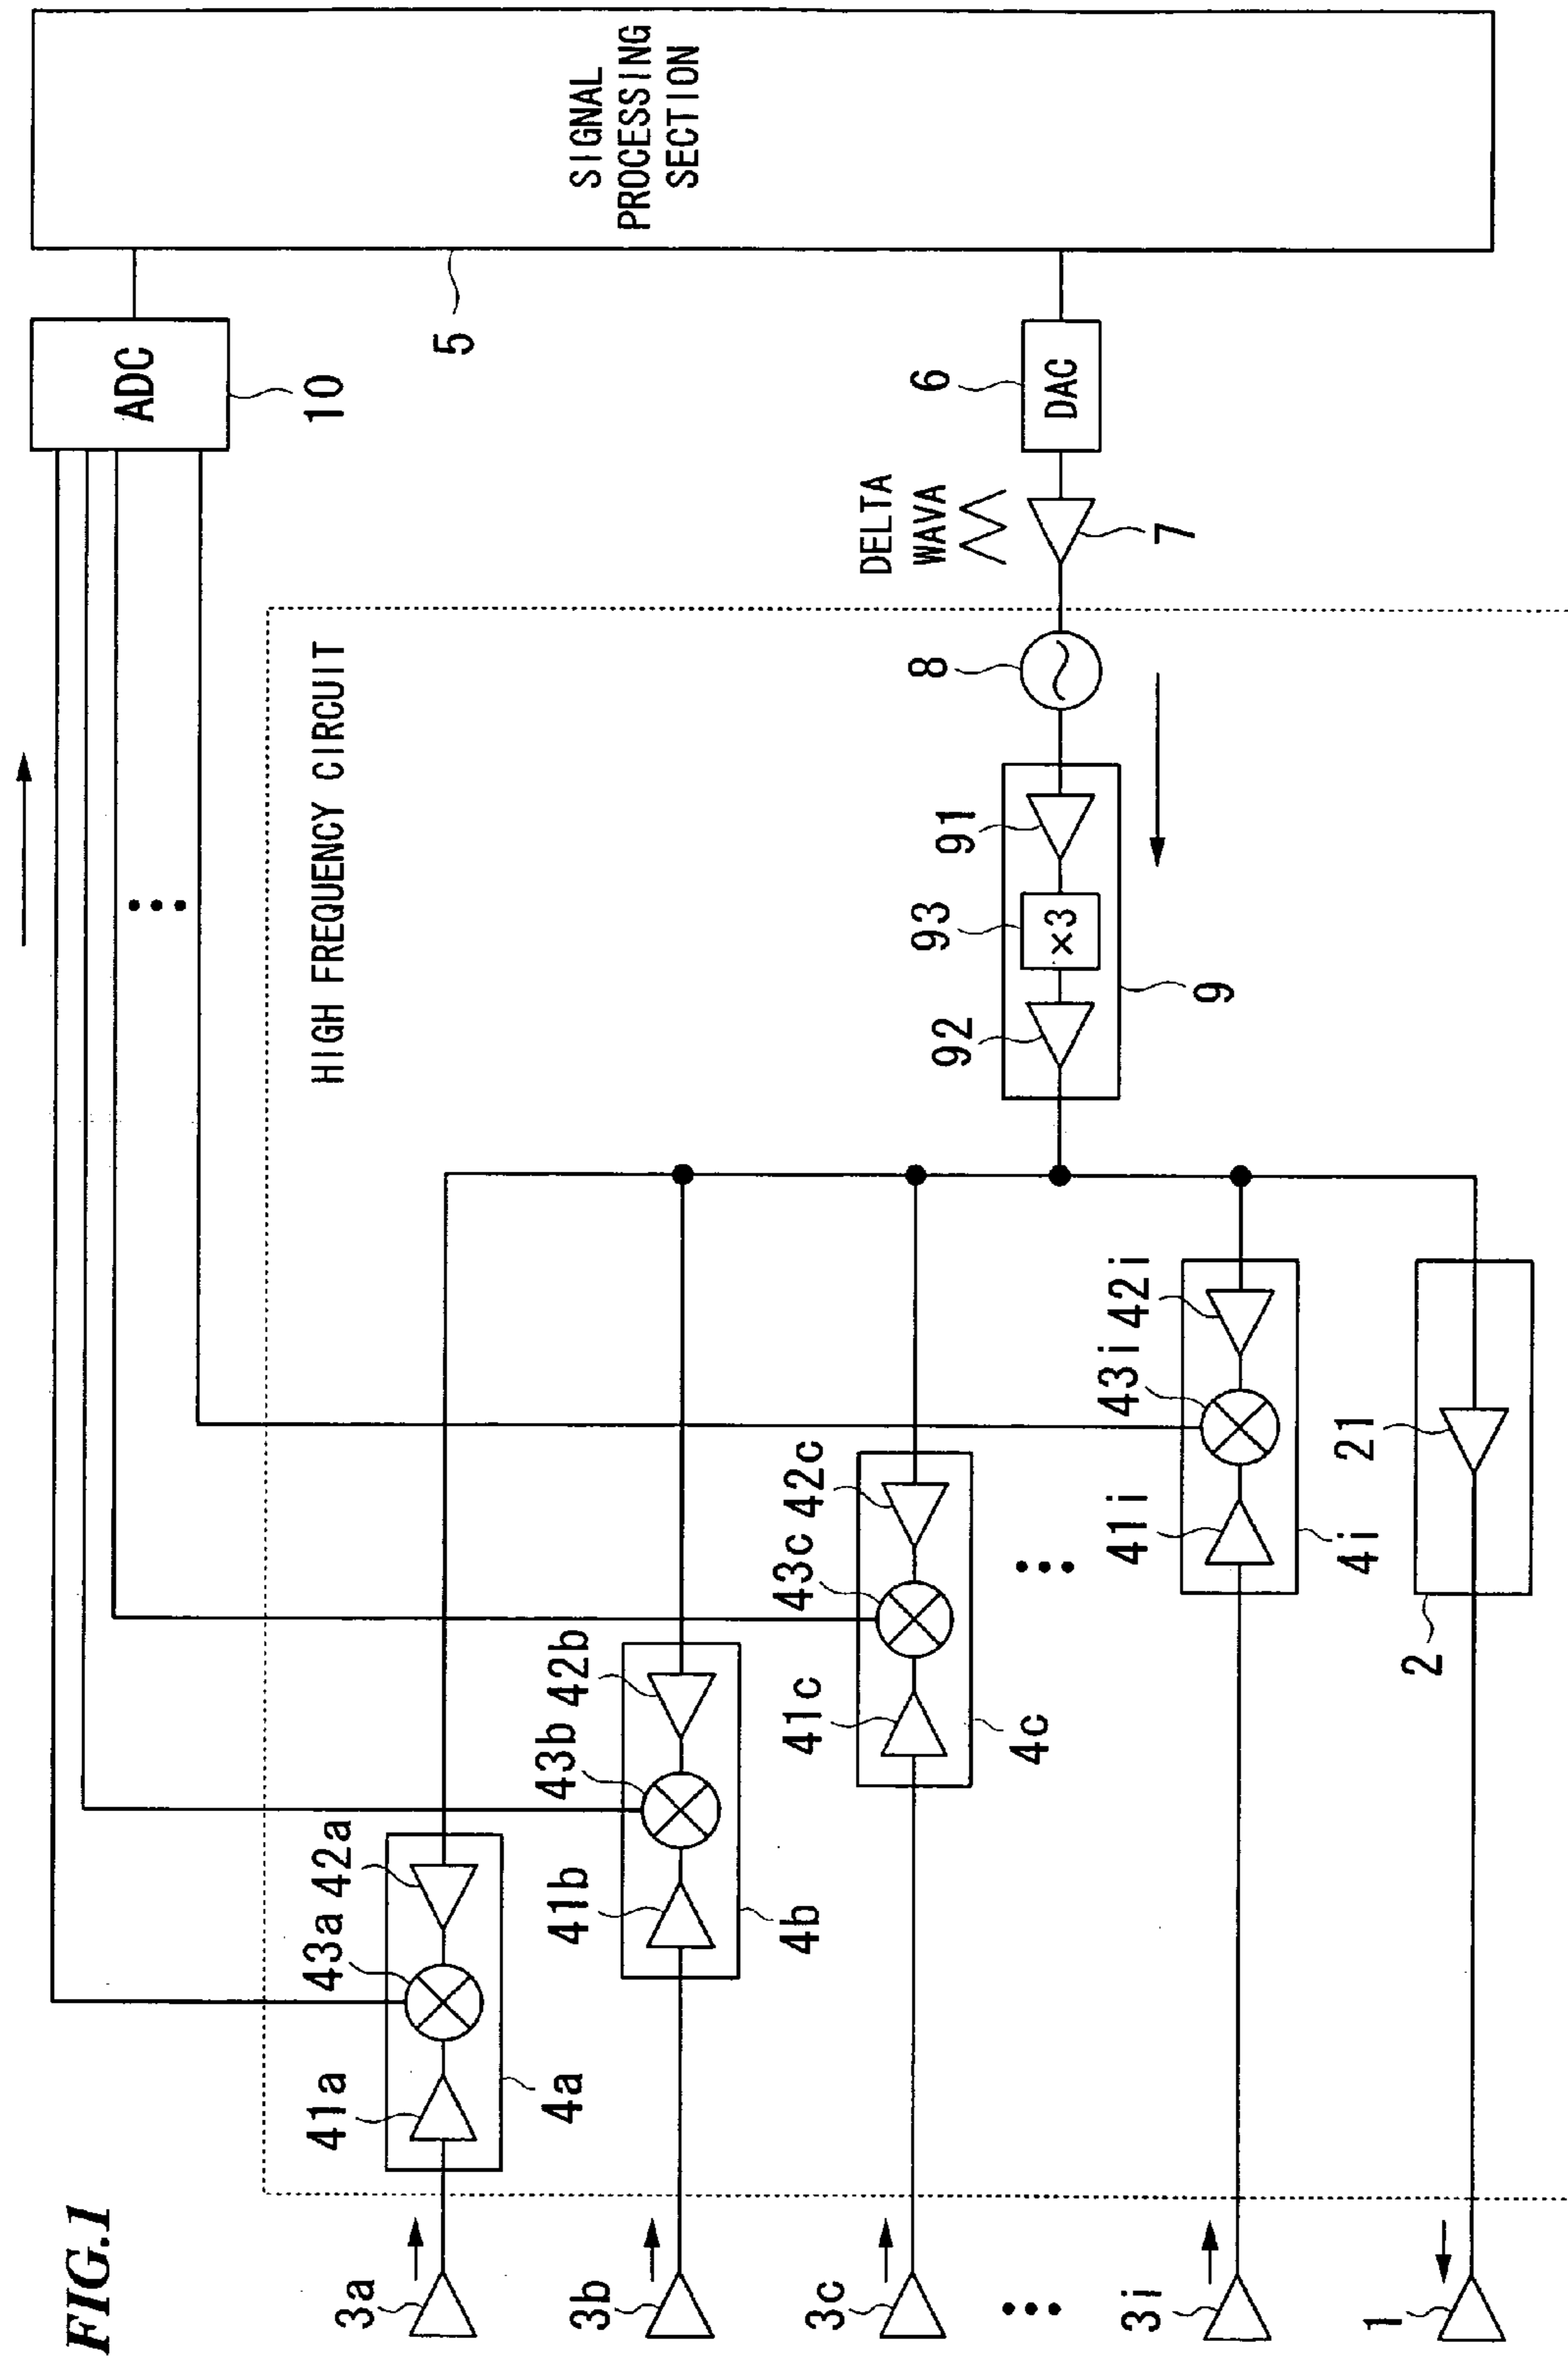 FIG.1
3a
41a
43a
42a
4a
3b
41b
43b
42b
4b
3c
41c
43c
42c
4c
3i
41i
43i
42i
4i
1
2
21
HIGH FREQUENCY CIRCUIT
92
93
×3
91
9
8
DELTA
WAVA
7
6
DAC
ADC
10
5
SIGNAL
PROCESSING
SECTION